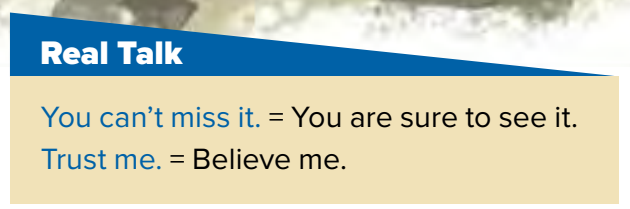 Real Talk
You can’t miss it. = You are sure to see it.
Trust me. = Believe me.